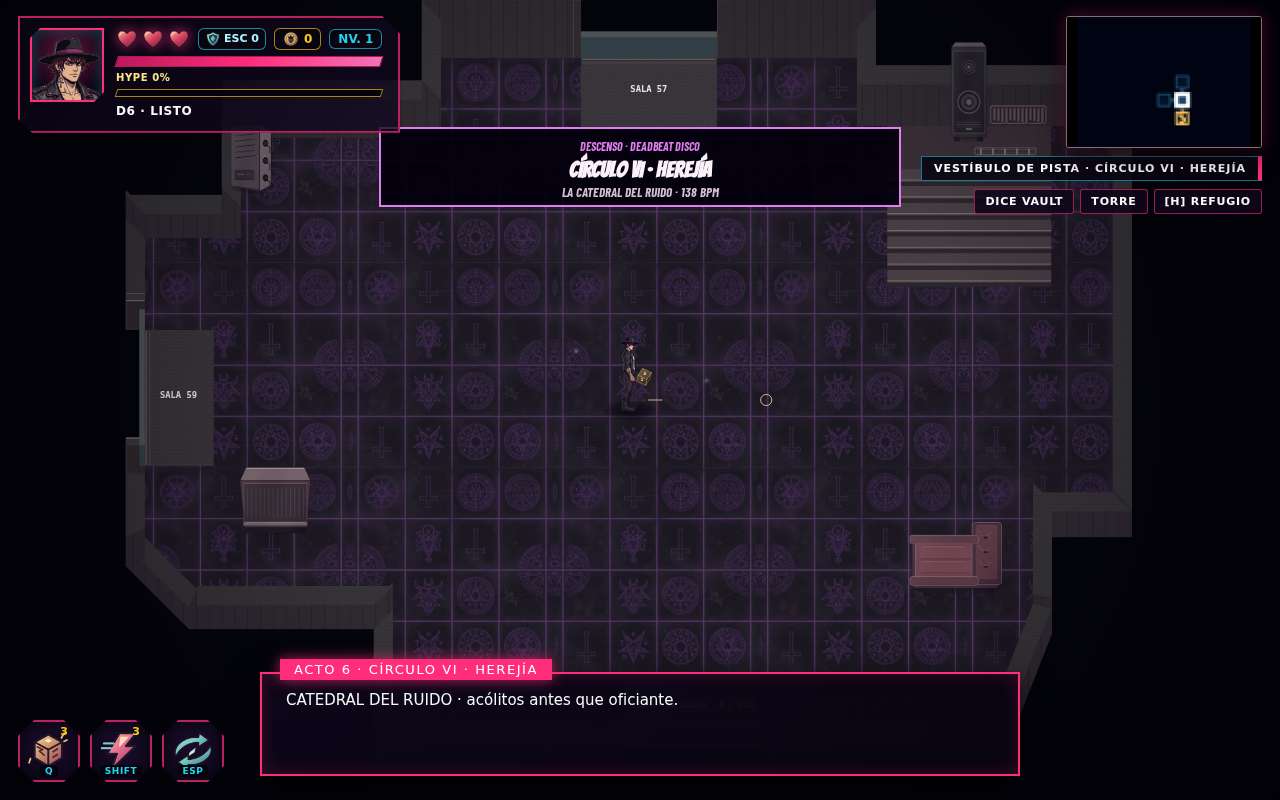 ESC 0
0
NV. 1
HYPE 0%
D6 · LISTO
SALA 57
DESCENSO · DEADBEAT DISCO
CÍRCULO VI · HEREJÍA
LA CATEDRAL DEL RUIDO · 138 BPM
VESTÍBULO DE PISTA · CÍRCULO VI · HEREJÍA
DICE VAULT
TORRE
[H] REFUGIO
SALA 59
ACTO 6 · CÍRCULO VI · HEREJÍA
CATEDRAL DEL RUIDO · acólitos antes que oficiante.
3
Q
3
SHIFT
ESP